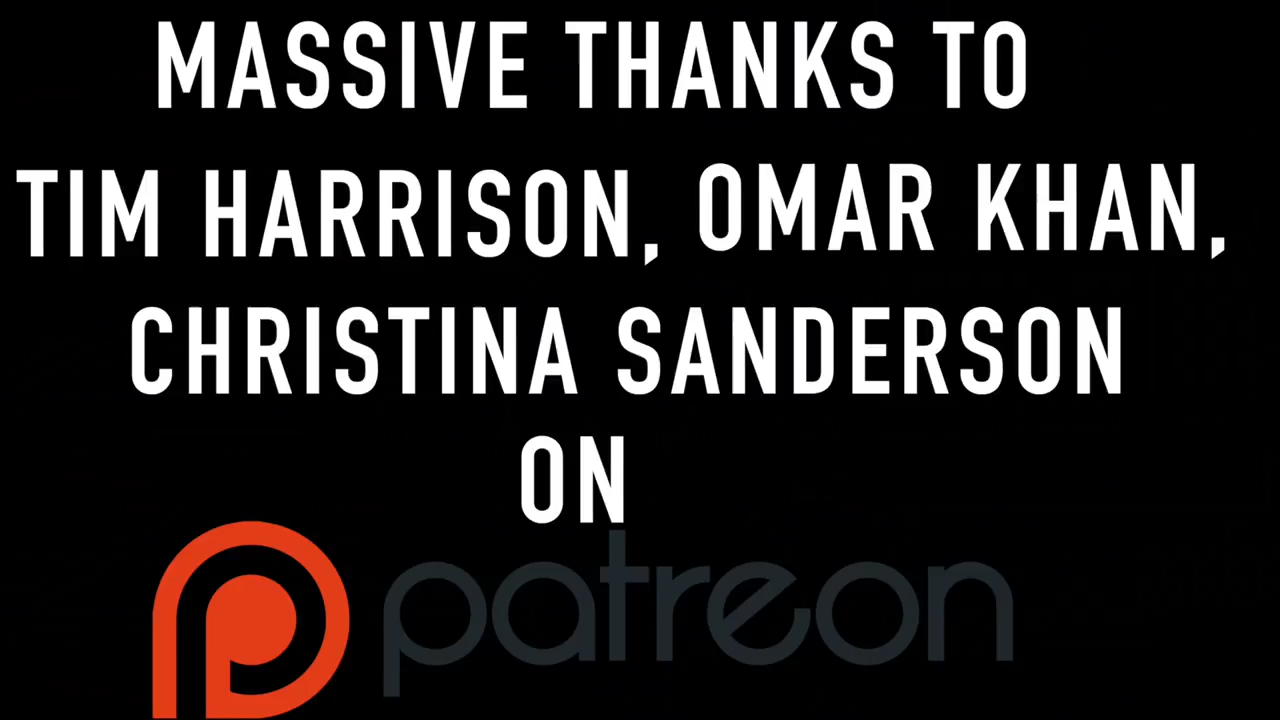 MASSIVE THANKS TO
TIM HARRISON, OMAR KHAN,
CHRISTINA SANDERSON
ON
patreon